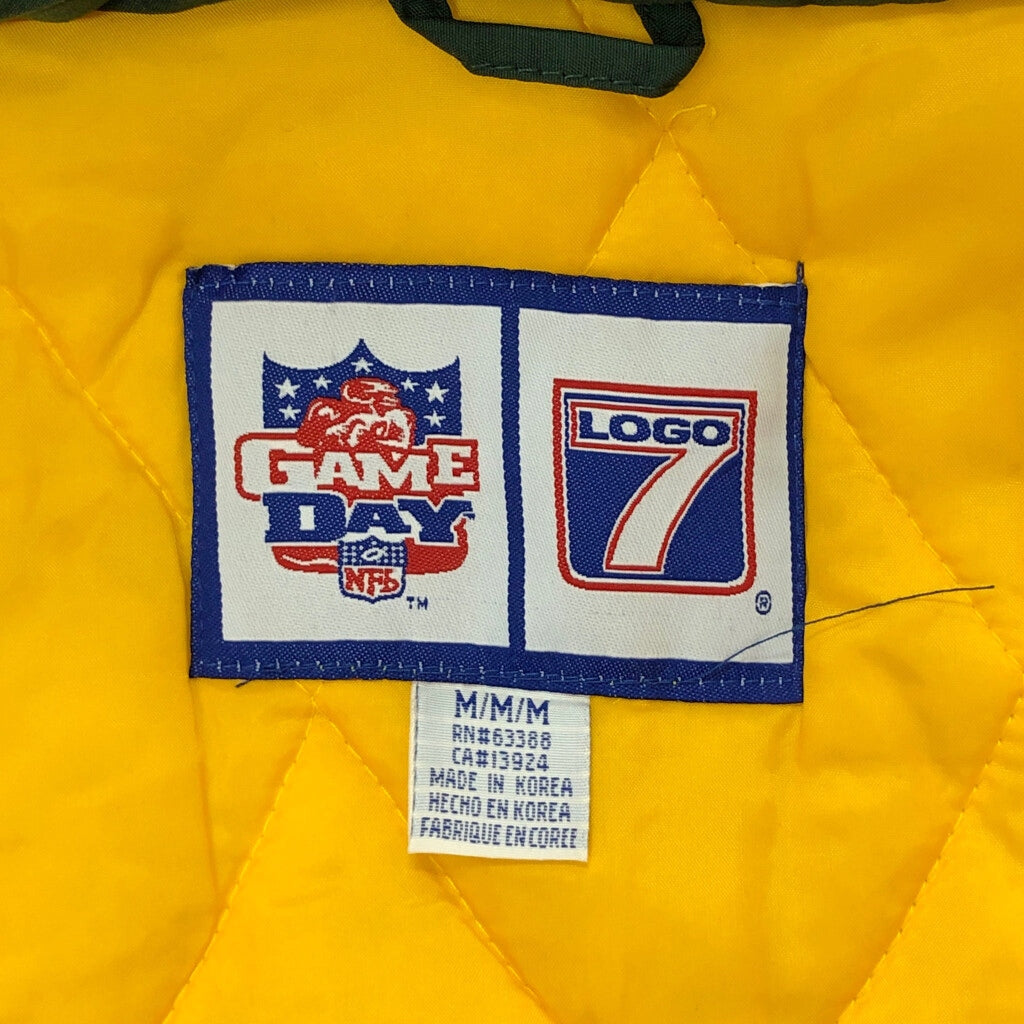 GAME
DAY
NFL
TM
LOGO
7
®
M/M/M
RN#63388
CA#13924
MADE IN KOREA
HECHO EN KOREA
FABRIQUE EN COREE